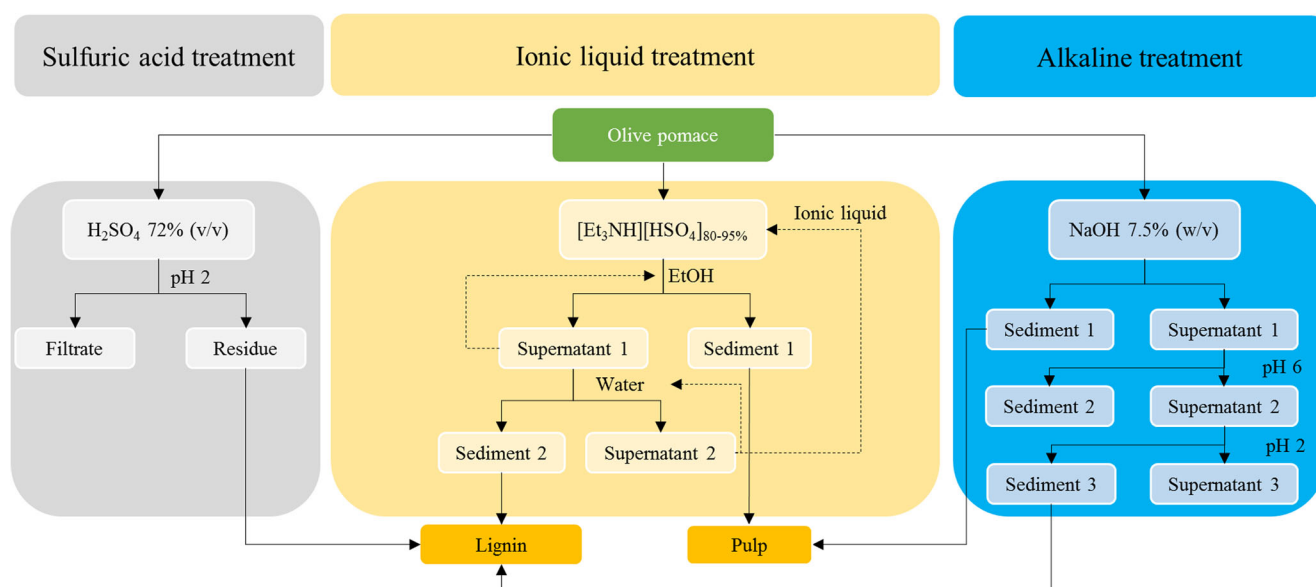 Sulfuric acid treatment
Ionic liquid treatment
Alkaline treatment
Olive pomace
H₂SO₄ 72% (v/v)
pH 2
Filtrate
Residue
[Et₃NH][HSO₄]₈₀₋₉₅%
Ionic liquid
EtOH
Supernatant 1
Sediment 1
Water
Sediment 2
Supernatant 2
NaOH 7.5% (w/v)
Sediment 1
Supernatant 1
pH 6
Sediment 2
Supernatant 2
pH 2
Sediment 3
Supernatant 3
Lignin
Pulp